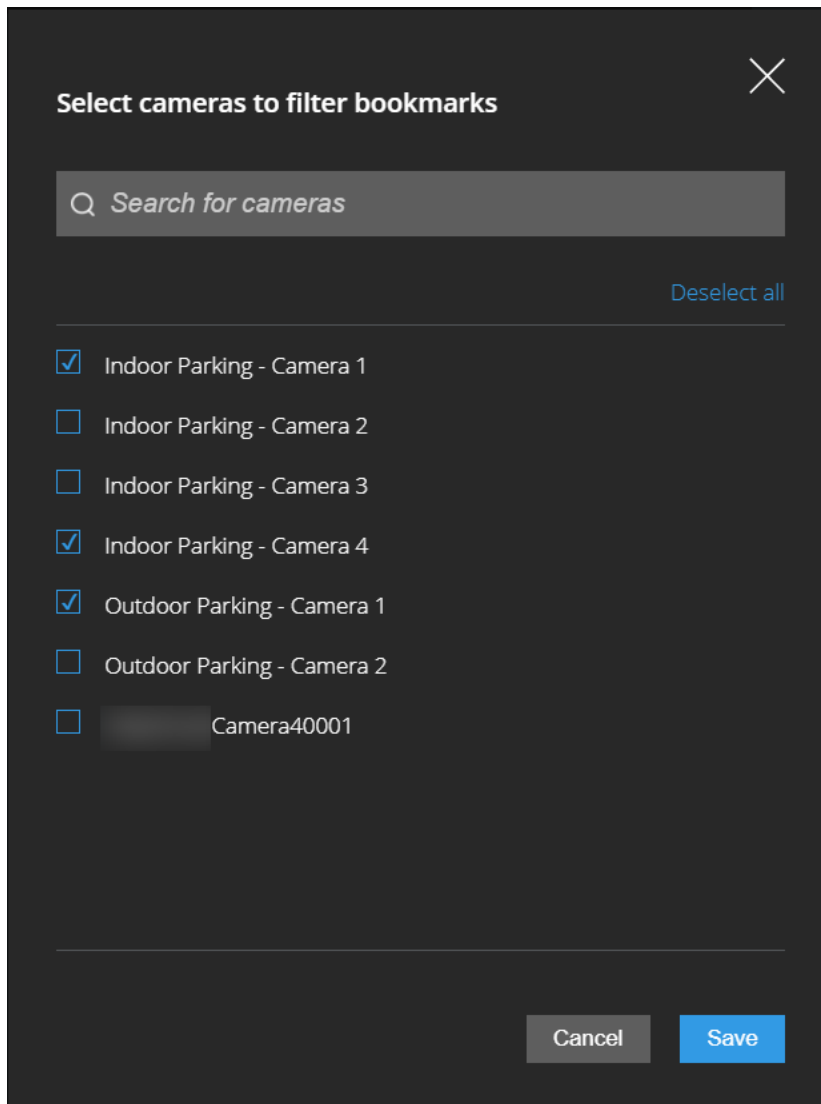 Select cameras to filter bookmarks
Search for cameras
Deselect all
Indoor Parking - Camera 1
Indoor Parking - Camera 2
Indoor Parking - Camera 3
Indoor Parking - Camera 4
Outdoor Parking - Camera 1
Outdoor Parking - Camera 2
Camera40001
Cancel Save